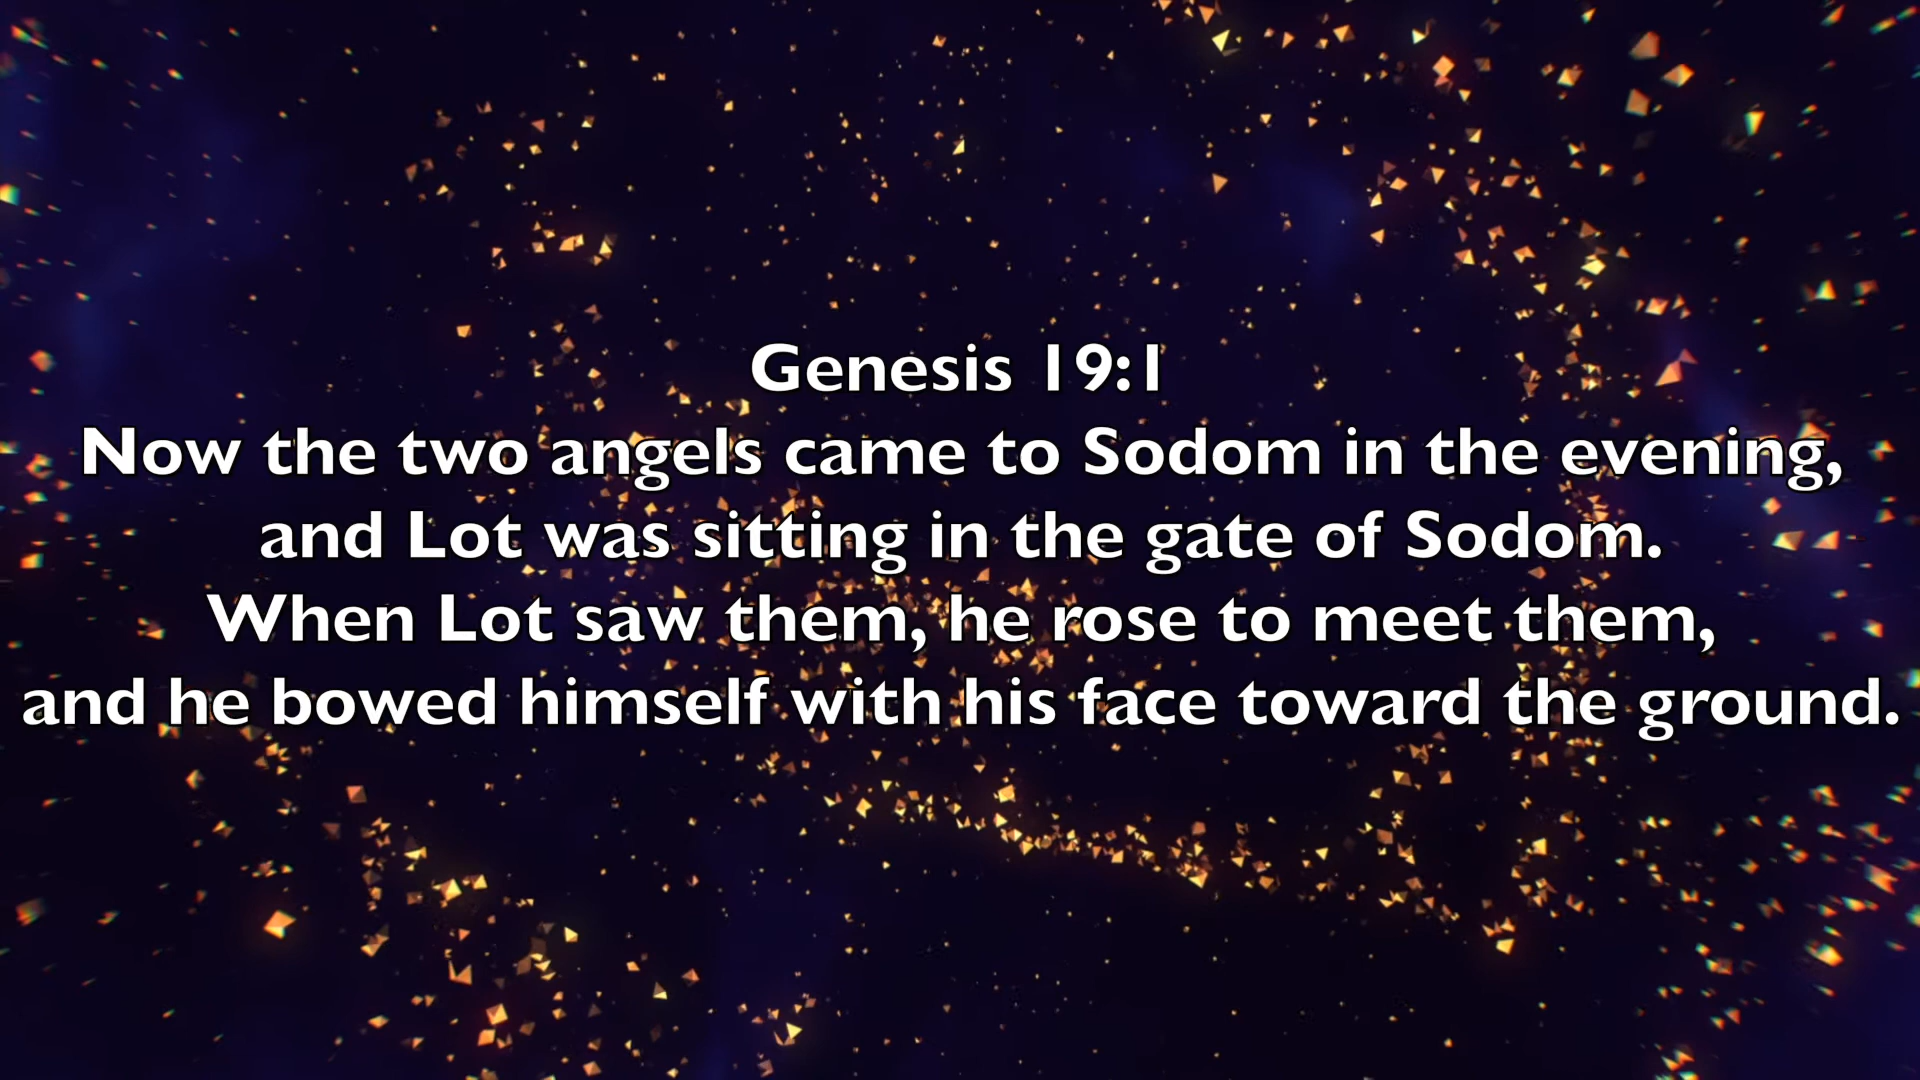 Genesis 19:1
Now the two angels came to Sodom in the evening,
and Lot was sitting in the gate of Sodom.
When Lot saw them, he rose to meet them,
and he bowed himself with his face toward the ground.